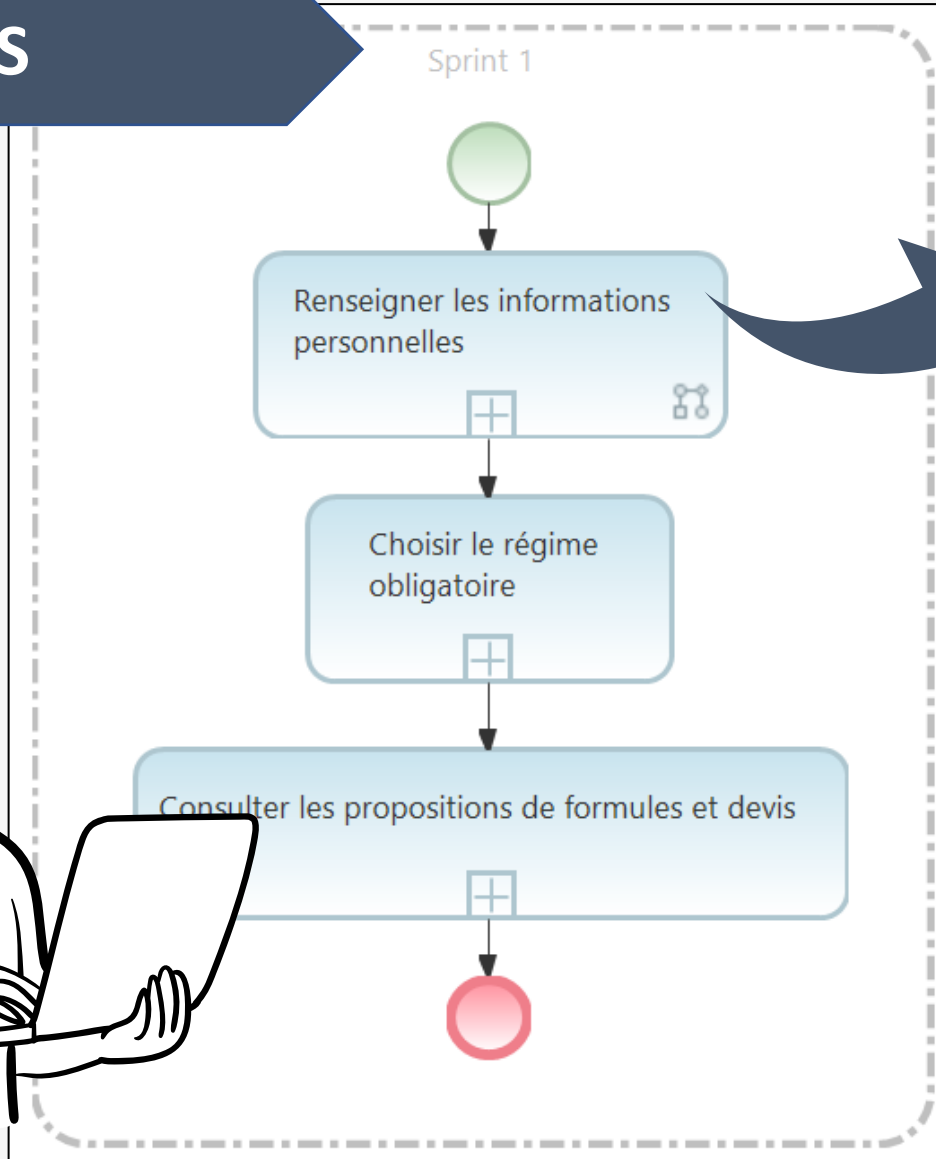 S
Sprint 1
Renseigner les informations
personnelles
Choisir le régime
obligatoire
Consulter les propositions de formules et devis